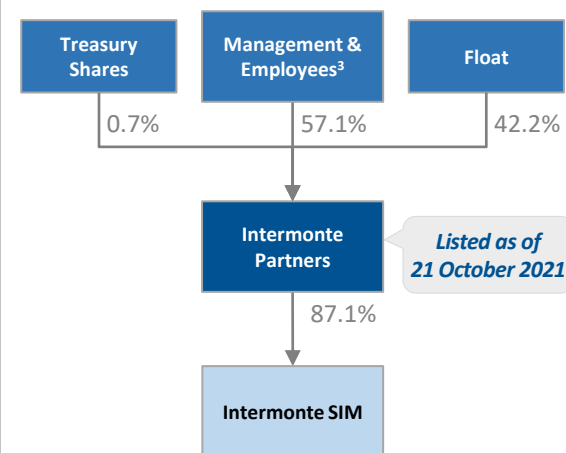 Treasury
Shares
Management &
Employees³
Float
0.7%
57.1%
42.2%
Intermonte
Partners
Listed as of
21 October 2021
87.1%
Intermonte SIM